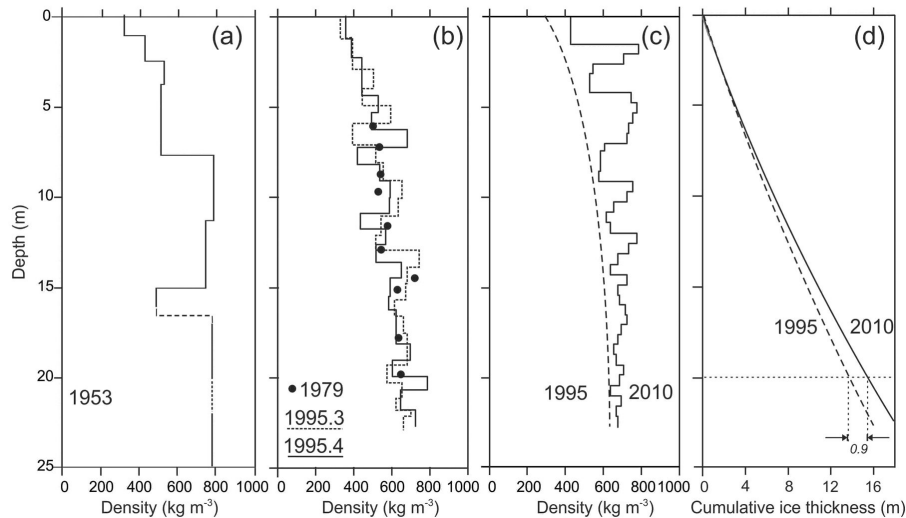 0
5
10
15
20
25
Depth (m)
(a)
1953
0 200 400 600 800 1000
Density (kg m⁻³)
(b)
1979
1995.3
1995.4
0 200 400 600 800 1000
Density (kg m⁻³)
(c)
1995 2010
0 200 400 600 800 1000
Density (kg m⁻³)
(d)
1995 2010
0.9
0 4 8 12 16
Cumulative ice thickness (m)